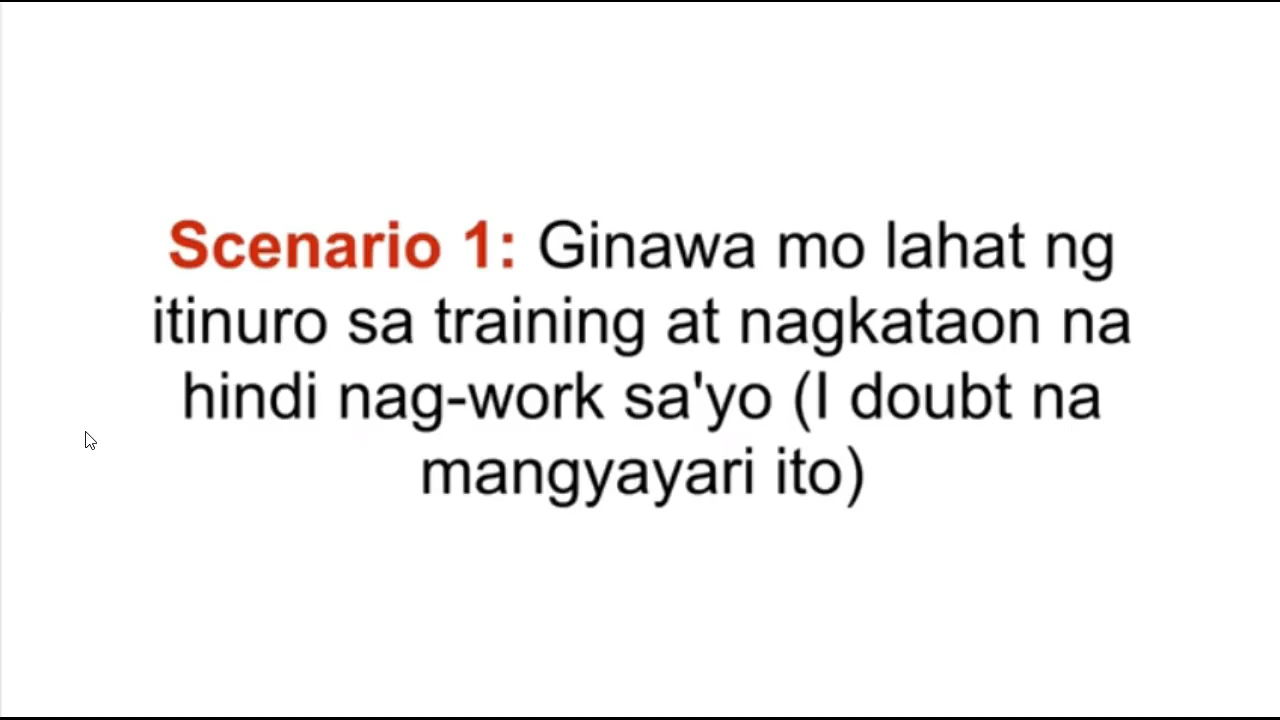 Scenario 1: Ginawa mo lahat ng
itinuro sa training at nagkataon na
hindi nag-work sa'yo (I doubt na
mangyayari ito)